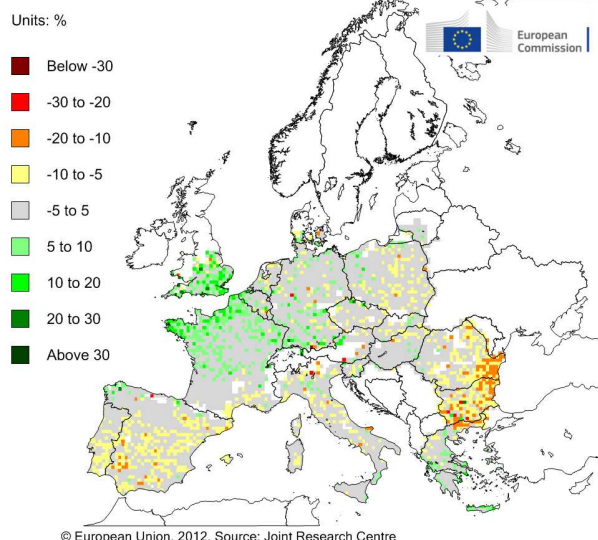 Units: %
European
Commission
Below -30
-30 to -20
-20 to -10
-10 to -5
-5 to 5
5 to 10
10 to 20
20 to 30
Above 30
© European Union, 2012. Source: Joint Research Centre